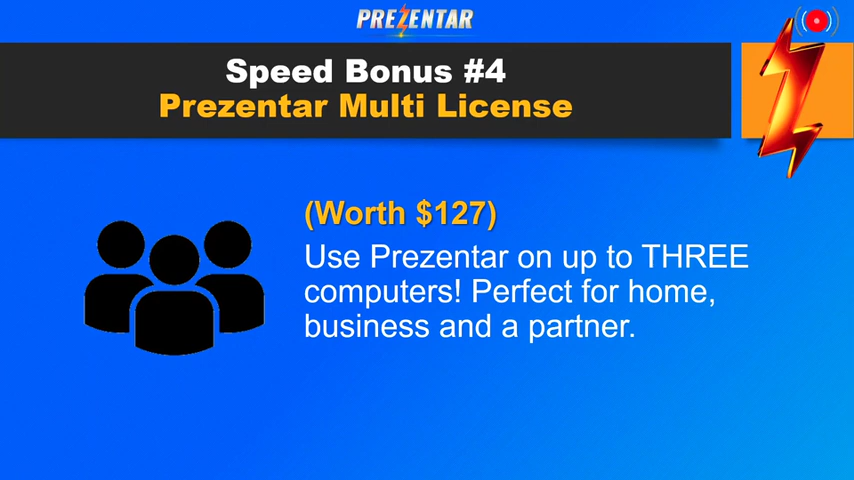 PREZENTAR
Speed Bonus #4
Prezentar Multi License
(Worth $127)
Use Prezentar on up to THREE
computers! Perfect for home,
business and a partner.